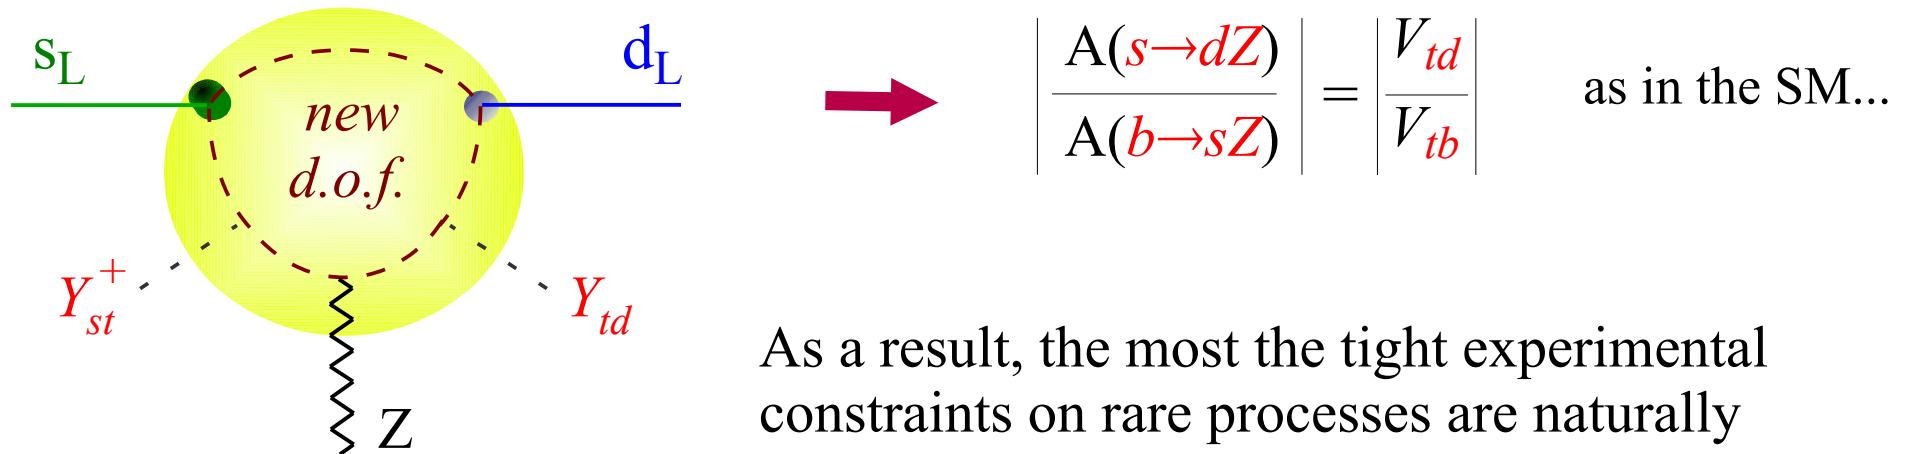 s_L
d_L
new
d.o.f.
Y_st^+
Y_td
Z
| A(s→dZ) / A(b→sZ) | = | V_td / V_tb | as in the SM...
As a result, the most the tight experimental
constraints on rare processes are naturally